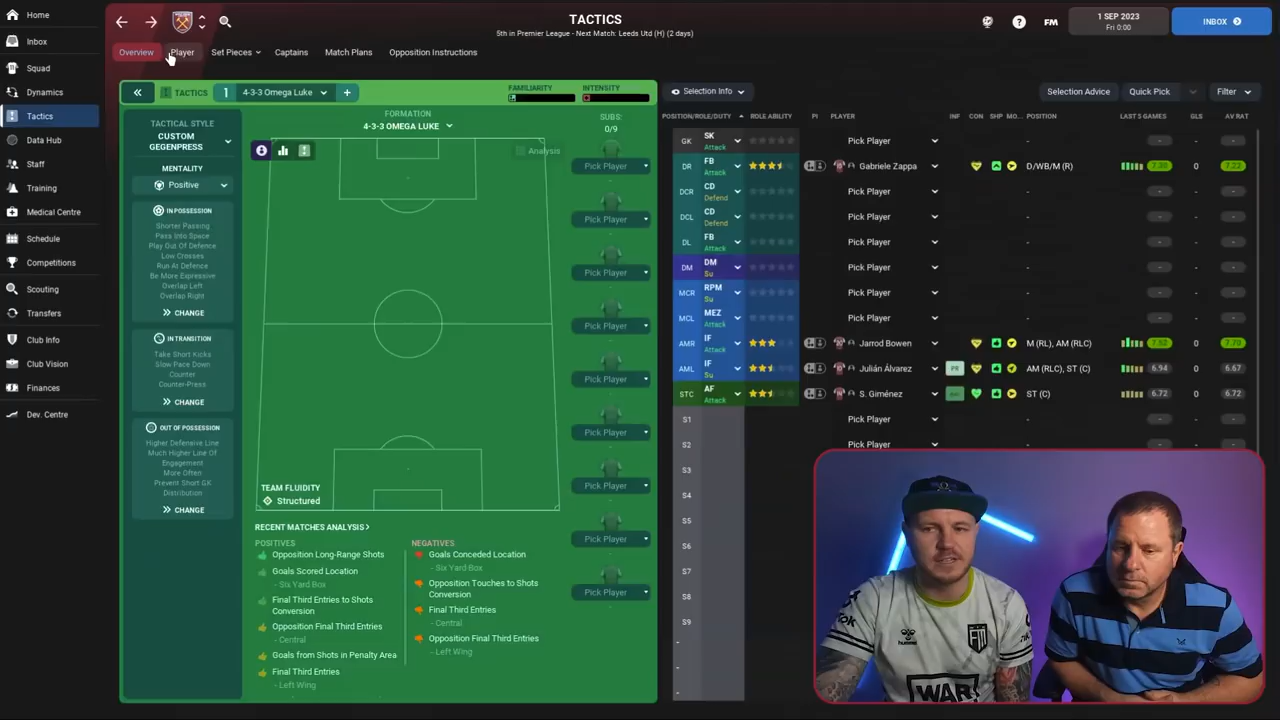 Home
Inbox
Squad
Dynamics
Tactics
Data Hub
Staff
Training
Medical Centre
Schedule
Competitions
Scouting
Transfers
Club Info
Club Vision
Finances
Dev. Centre
TACTICS
5th in Premier League - Next Match: Leeds Utd (H) (2 days)
FM
1 SEP 2023
Fri 0:00
INBOX
Overview
Player
Set Pieces
Captains
Match Plans
Opposition Instructions
TACTICS
1
4-3-3 Omega Luke
FAMILIARITY
INTENSITY
TACTICAL STYLE
CUSTOM
GEGENPRESS
MENTALITY
Positive
IN POSSESSION
Shorter Passing
Pass Into Space
Play Out Of Defence
Low Crosses
Run At Defence
Be More Expressive
Overlap Left
Overlap Right
CHANGE
IN TRANSITION
Take Short Kicks
Slow Pace Down
Counter
Counter-Press
CHANGE
OUT OF POSSESSION
Higher Defensive Line
Much Higher Line Of
Engagement
More Often
Prevent Short GK
Distribution
CHANGE
FORMATION
4-3-3 OMEGA LUKE
Analysis
TEAM FLUIDITY
Structured
SUBS:
0/9
Pick Player
Pick Player
Pick Player
Pick Player
Pick Player
Pick Player
Pick Player
Pick Player
Pick Player
RECENT MATCHES ANALYSIS
POSITIVES
Opposition Long-Range Shots
Goals Scored Location
- Six Yard Box
Final Third Entries to Shots
Conversion
Opposition Final Third Entries
- Central
Goals from Shots in Penalty Area
Final Third Entries
- Left Wing
NEGATIVES
Goals Conceded Location
- Six Yard Box
Opposition Touches to Shots
Conversion
Final Third Entries
- Central
Opposition Final Third Entries
- Left Wing
Selection Info
Selection Advice
Quick Pick
Filter
POSITION/ROLE/DUTY ROLE ABILITY PI PLAYER INF CON SHP MO... POSITION LAST 5 GAMES GLS AV RAT
GK SK Attack Pick Player - - -
DR FB Attack Gabriele Zappa D/WB/M (R) 7.30 0 7.22
DCR CD Defend Pick Player - - -
DCL CD Defend Pick Player - - -
DL FB Attack Pick Player - - -
DM DM Su Pick Player - - -
MCR RPM Su Pick Player - - -
MCL MEZ Attack Pick Player - - -
AMR IF Attack Jarrod Bowen M (RL), AM (RLC) 7.52 0 7.70
AML IF Su Julián Álvarez PR AM (RLC), ST (C) 6.94 0 6.67
STC AF Attack S. Giménez ST (C) 6.72 0 6.72
S1 Pick Player - - -
S2 Pick Player - - -
S3
S4
S5
S6
S7
S8
S9
hummel
FM
WAR